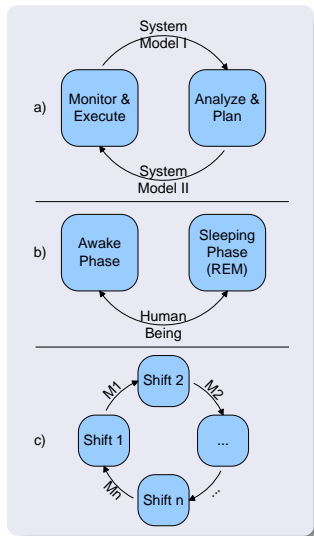 System
Model I
a)
Monitor &
Execute
Analyze &
Plan
System
Model II
b)
Awake
Phase
Sleeping
Phase
(REM)
Human
Being
c)
M1
Shift 2
M2
Shift 1
...
Mn
Shift n
...